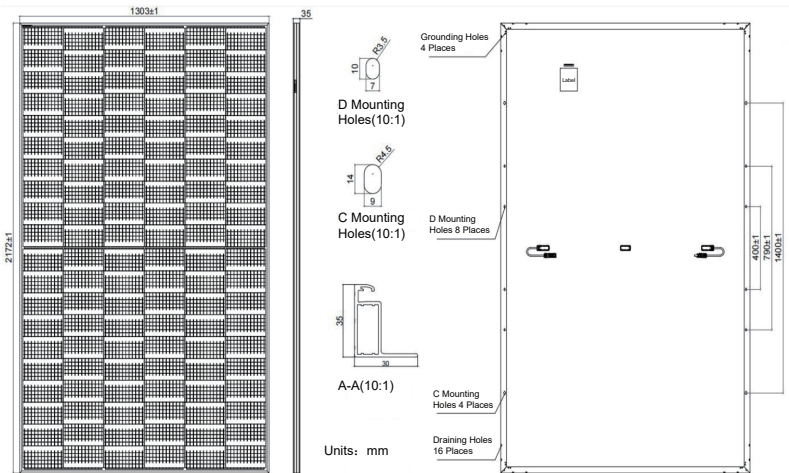 1303±1
35
2172±1
R3.5
10
7
D Mounting
Holes(10:1)
R4.5
14
9
C Mounting
Holes(10:1)
35
30
A-A(10:1)
Units：mm
Grounding Holes
4 Places
Label
D Mounting
Holes 8 Places
C Mounting
Holes 4 Places
Draining Holes
16 Places
400±1
790±1
1400±1